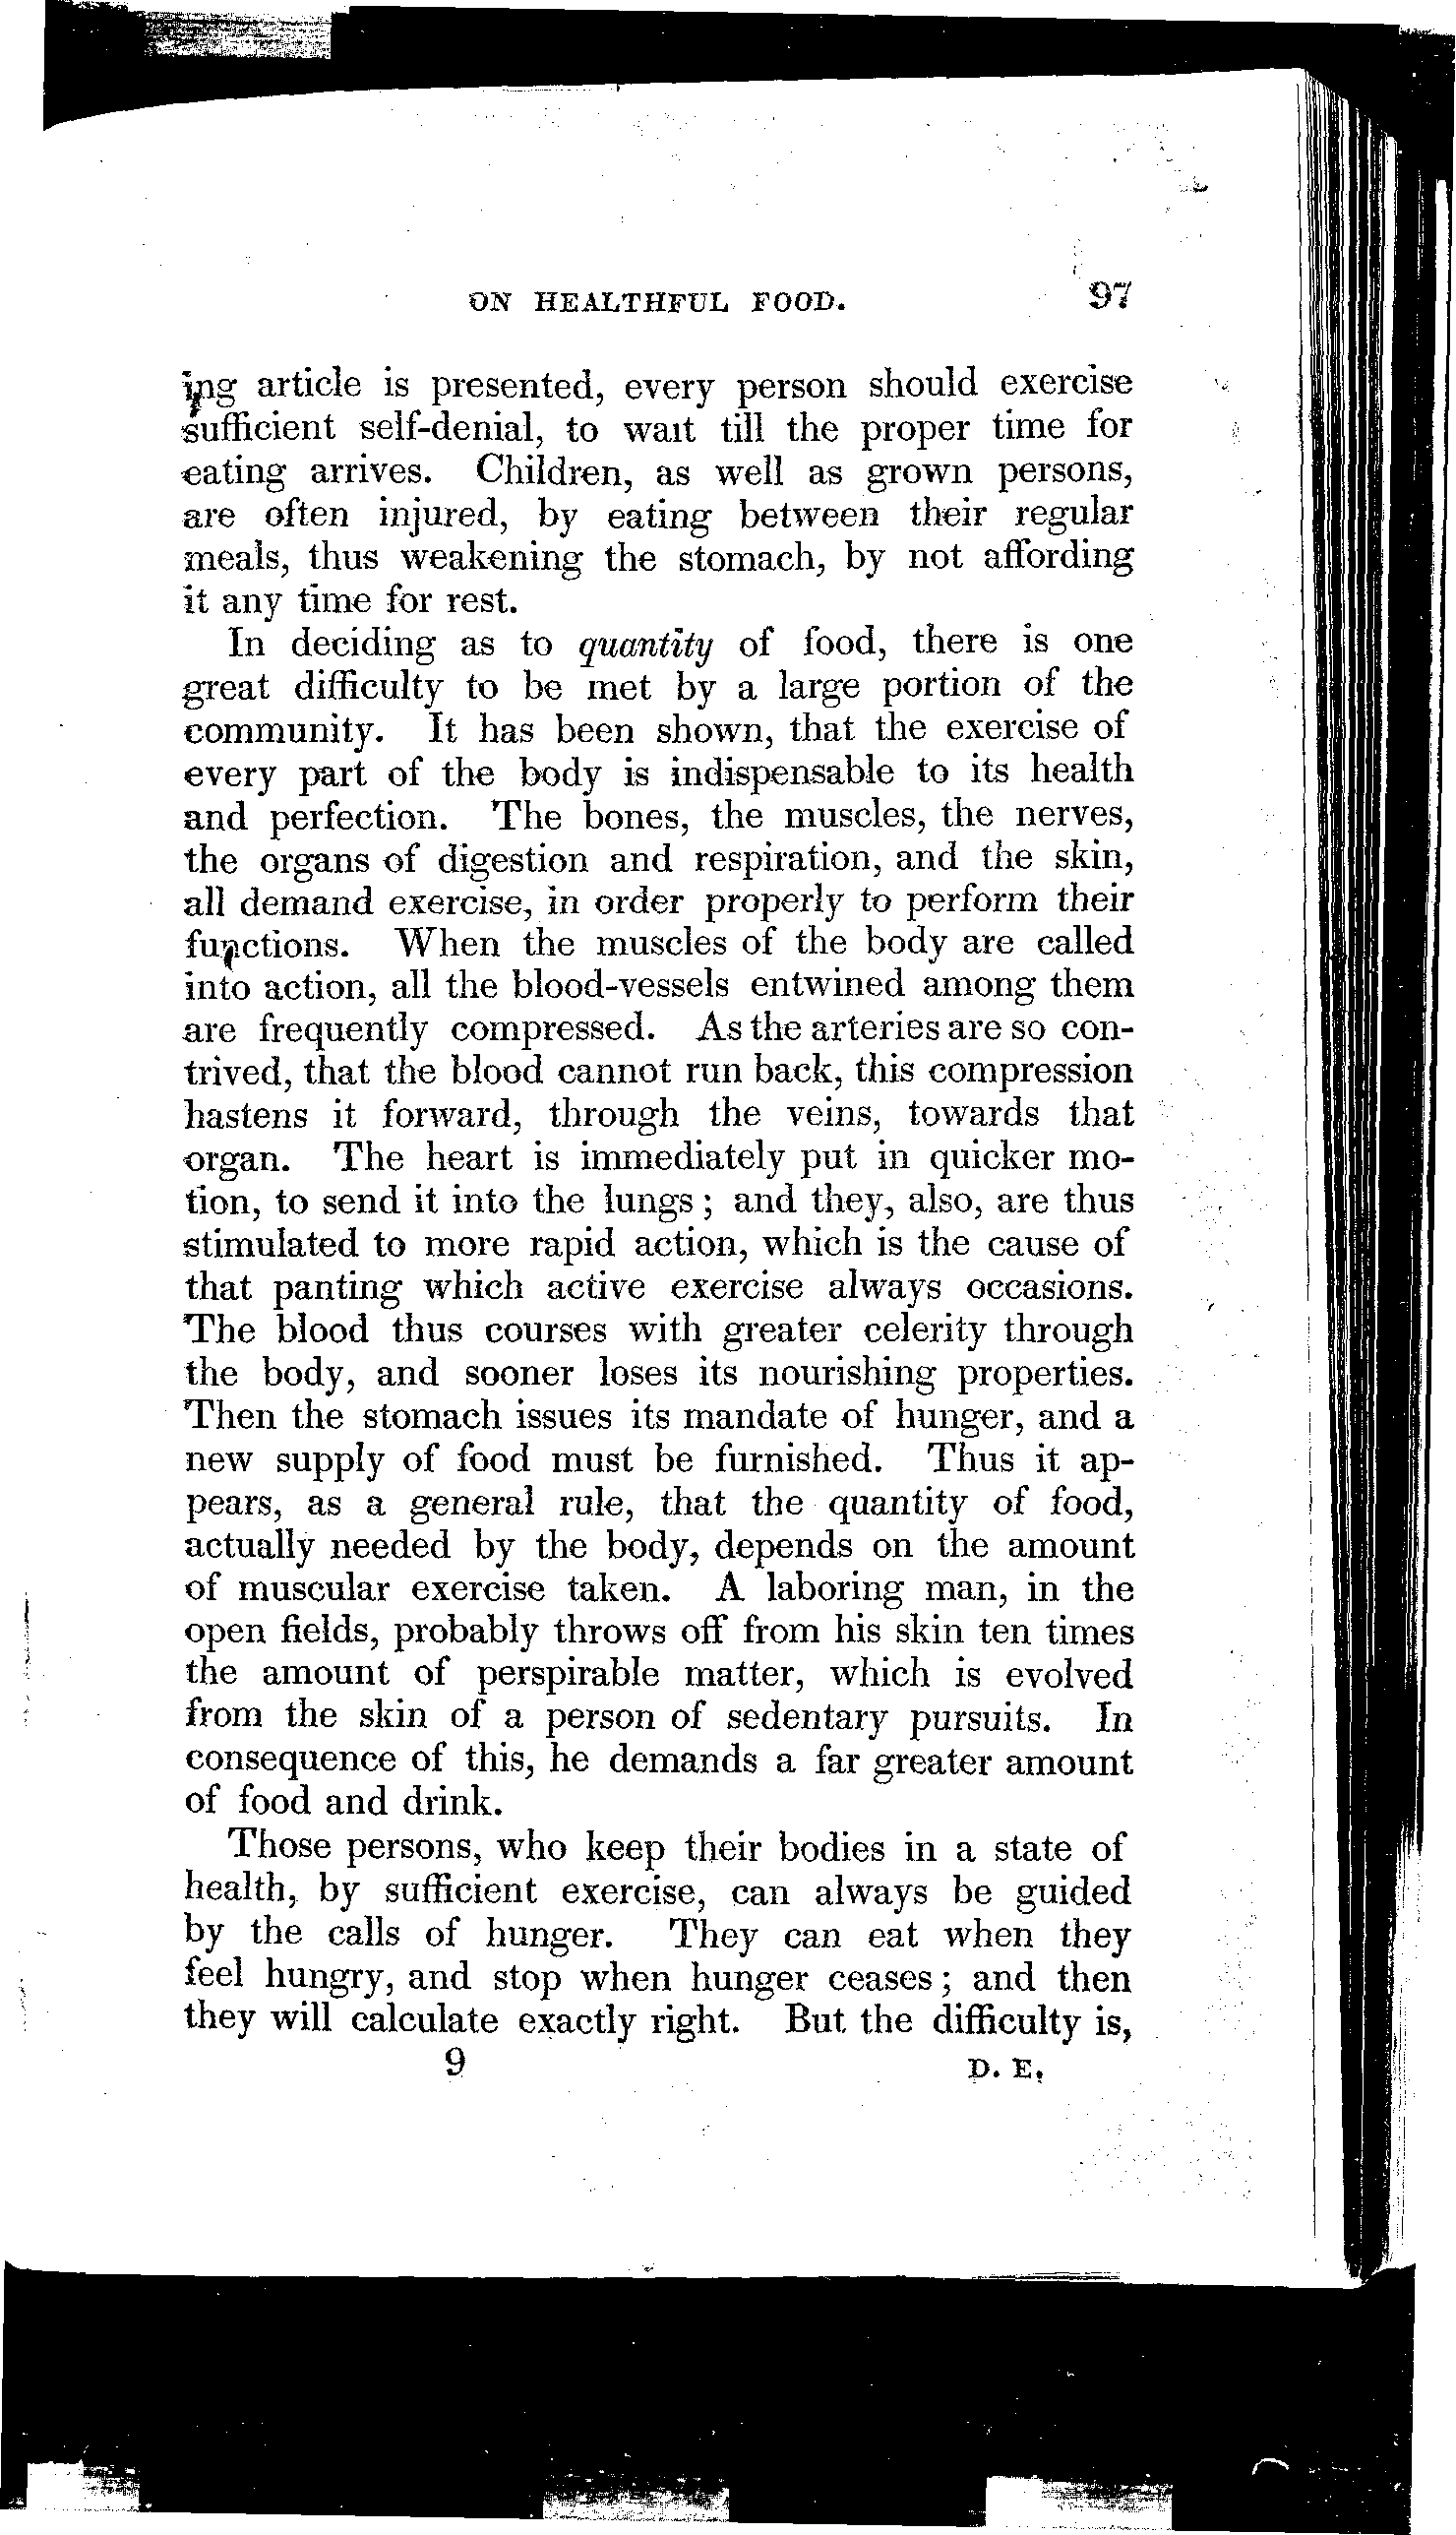 ON HEALTHFUL FOOD. 97
ing article is presented, every person should exercise
sufficient self-denial, to wait till the proper time for
eating arrives. Children, as well as grown persons,
are often injured, by eating between their regular
meals, thus weakening the stomach, by not affording
it any time for rest.
In deciding as to quantity of food, there is one
great difficulty to be met by a large portion of the
community. It has been shown, that the exercise of
every part of the body is indispensable to its health
and perfection. The bones, the muscles, the nerves,
the organs of digestion and respiration, and the skin,
all demand exercise, in order properly to perform their
functions. When the muscles of the body are called
into action, all the blood-vessels entwined among them
are frequently compressed. As the arteries are so con-
trived, that the blood cannot run back, this compression
hastens it forward, through the veins, towards that
organ. The heart is immediately put in quicker mo-
tion, to send it into the lungs; and they, also, are thus
stimulated to more rapid action, which is the cause of
that panting which active exercise always occasions.
The blood thus courses with greater celerity through
the body, and sooner loses its nourishing properties.
Then the stomach issues its mandate of hunger, and a
new supply of food must be furnished. Thus it ap-
pears, as a general rule, that the quantity of food,
actually needed by the body, depends on the amount
of muscular exercise taken. A laboring man, in the
open fields, probably throws off from his skin ten times
the amount of perspirable matter, which is evolved
from the skin of a person of sedentary pursuits. In
consequence of this, he demands a far greater amount
of food and drink.
Those persons, who keep their bodies in a state of
health, by sufficient exercise, can always be guided
by the calls of hunger. They can eat when they
feel hungry, and stop when hunger ceases; and then
they will calculate exactly right. But the difficulty is,
9 D. E.